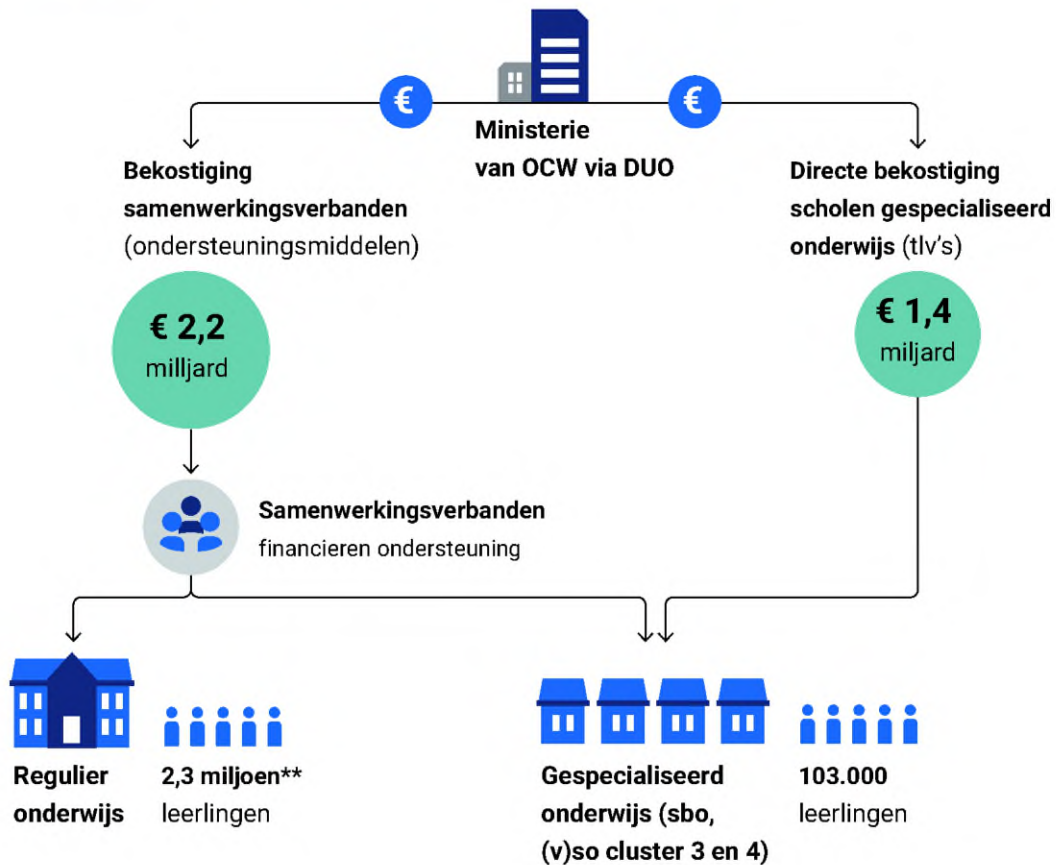 €
€
Ministerie
van OCW via DUO
Bekostiging
samenwerkingsverbanden
(ondersteuningsmiddelen)
Directe bekostiging
scholen gespecialiseerd
onderwijs (tlv's)
€ 2,2
milljard
€ 1,4
miljard
Samenwerkingsverbanden
financieren ondersteuning
Regulier
onderwijs
2,3 miljoen**
leerlingen
Gespecialiseerd
onderwijs (sbo,
(v)so cluster 3 en 4)
103.000
leerlingen